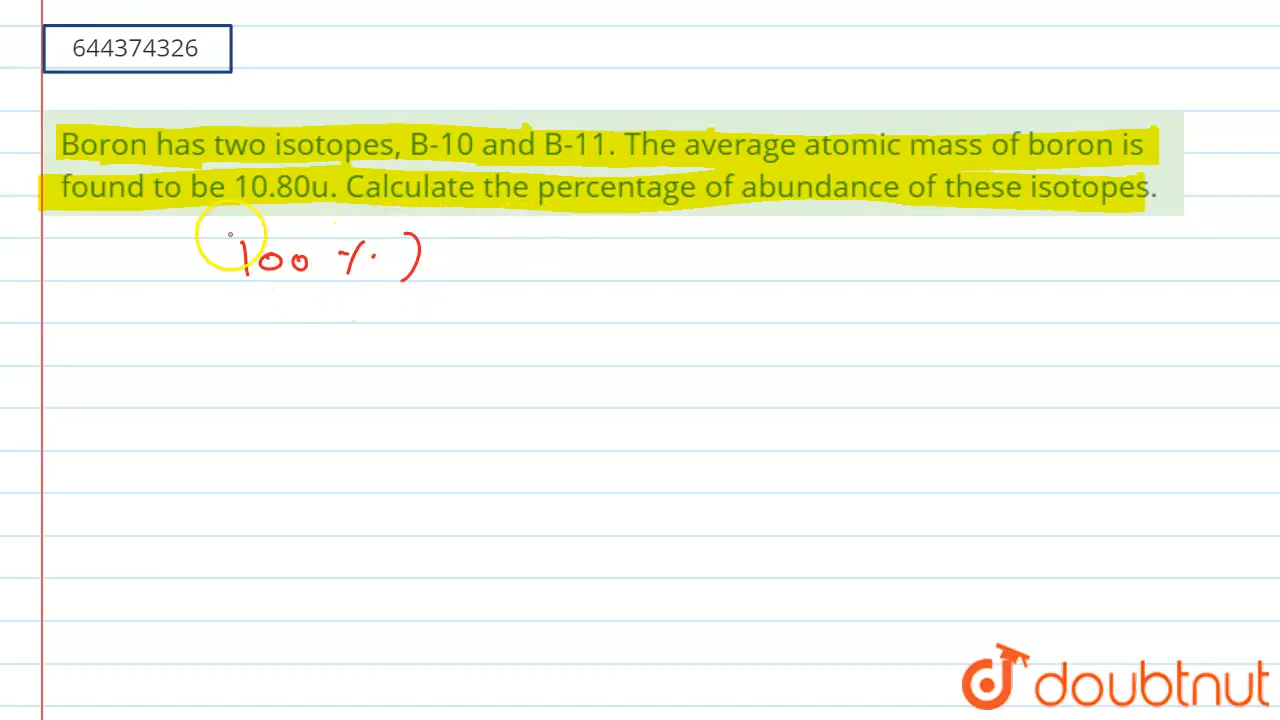 644374326
Boron has two isotopes, B-10 and B-11. The average atomic mass of boron is
found to be 10.80u. Calculate the percentage of abundance of these isotopes.
100 % )
doubtnut